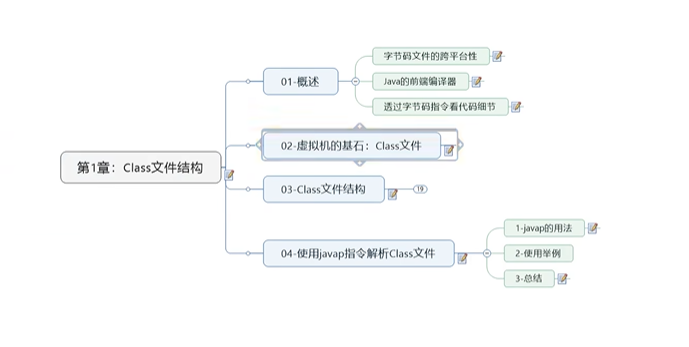 第1章：Class文件结构
01-概述
字节码文件的跨平台性
Java的前端编译器
透过字节码指令看代码细节
02-虚拟机的基石：Class文件
03-Class文件结构
19
04-使用javap指令解析Class文件
1-javap的用法
2-使用举例
3-总结